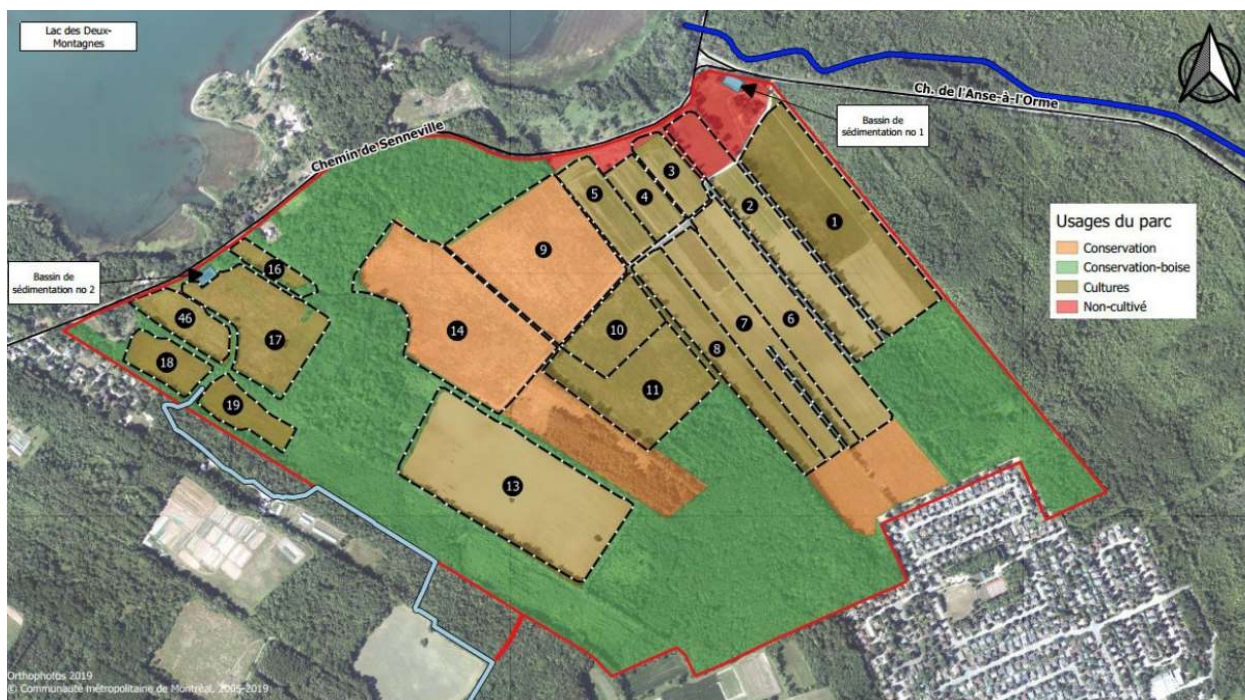 Lac des Deux-
Montagnes
Ch. de l'Anse-à-l'Orme
Bassin de
sédimentation no 1
Chemin de Senneville
3
5
4
2
1
Usages du parc
Conservation
Conservation-boise
Cultures
Non-cultivé
9
16
Bassin de
sédimentation no 2
46
17
14
10
7
6
8
18
11
19
13
Orthophotos 2019
© Communauté métropolitaine de Montréal, 2005-2019